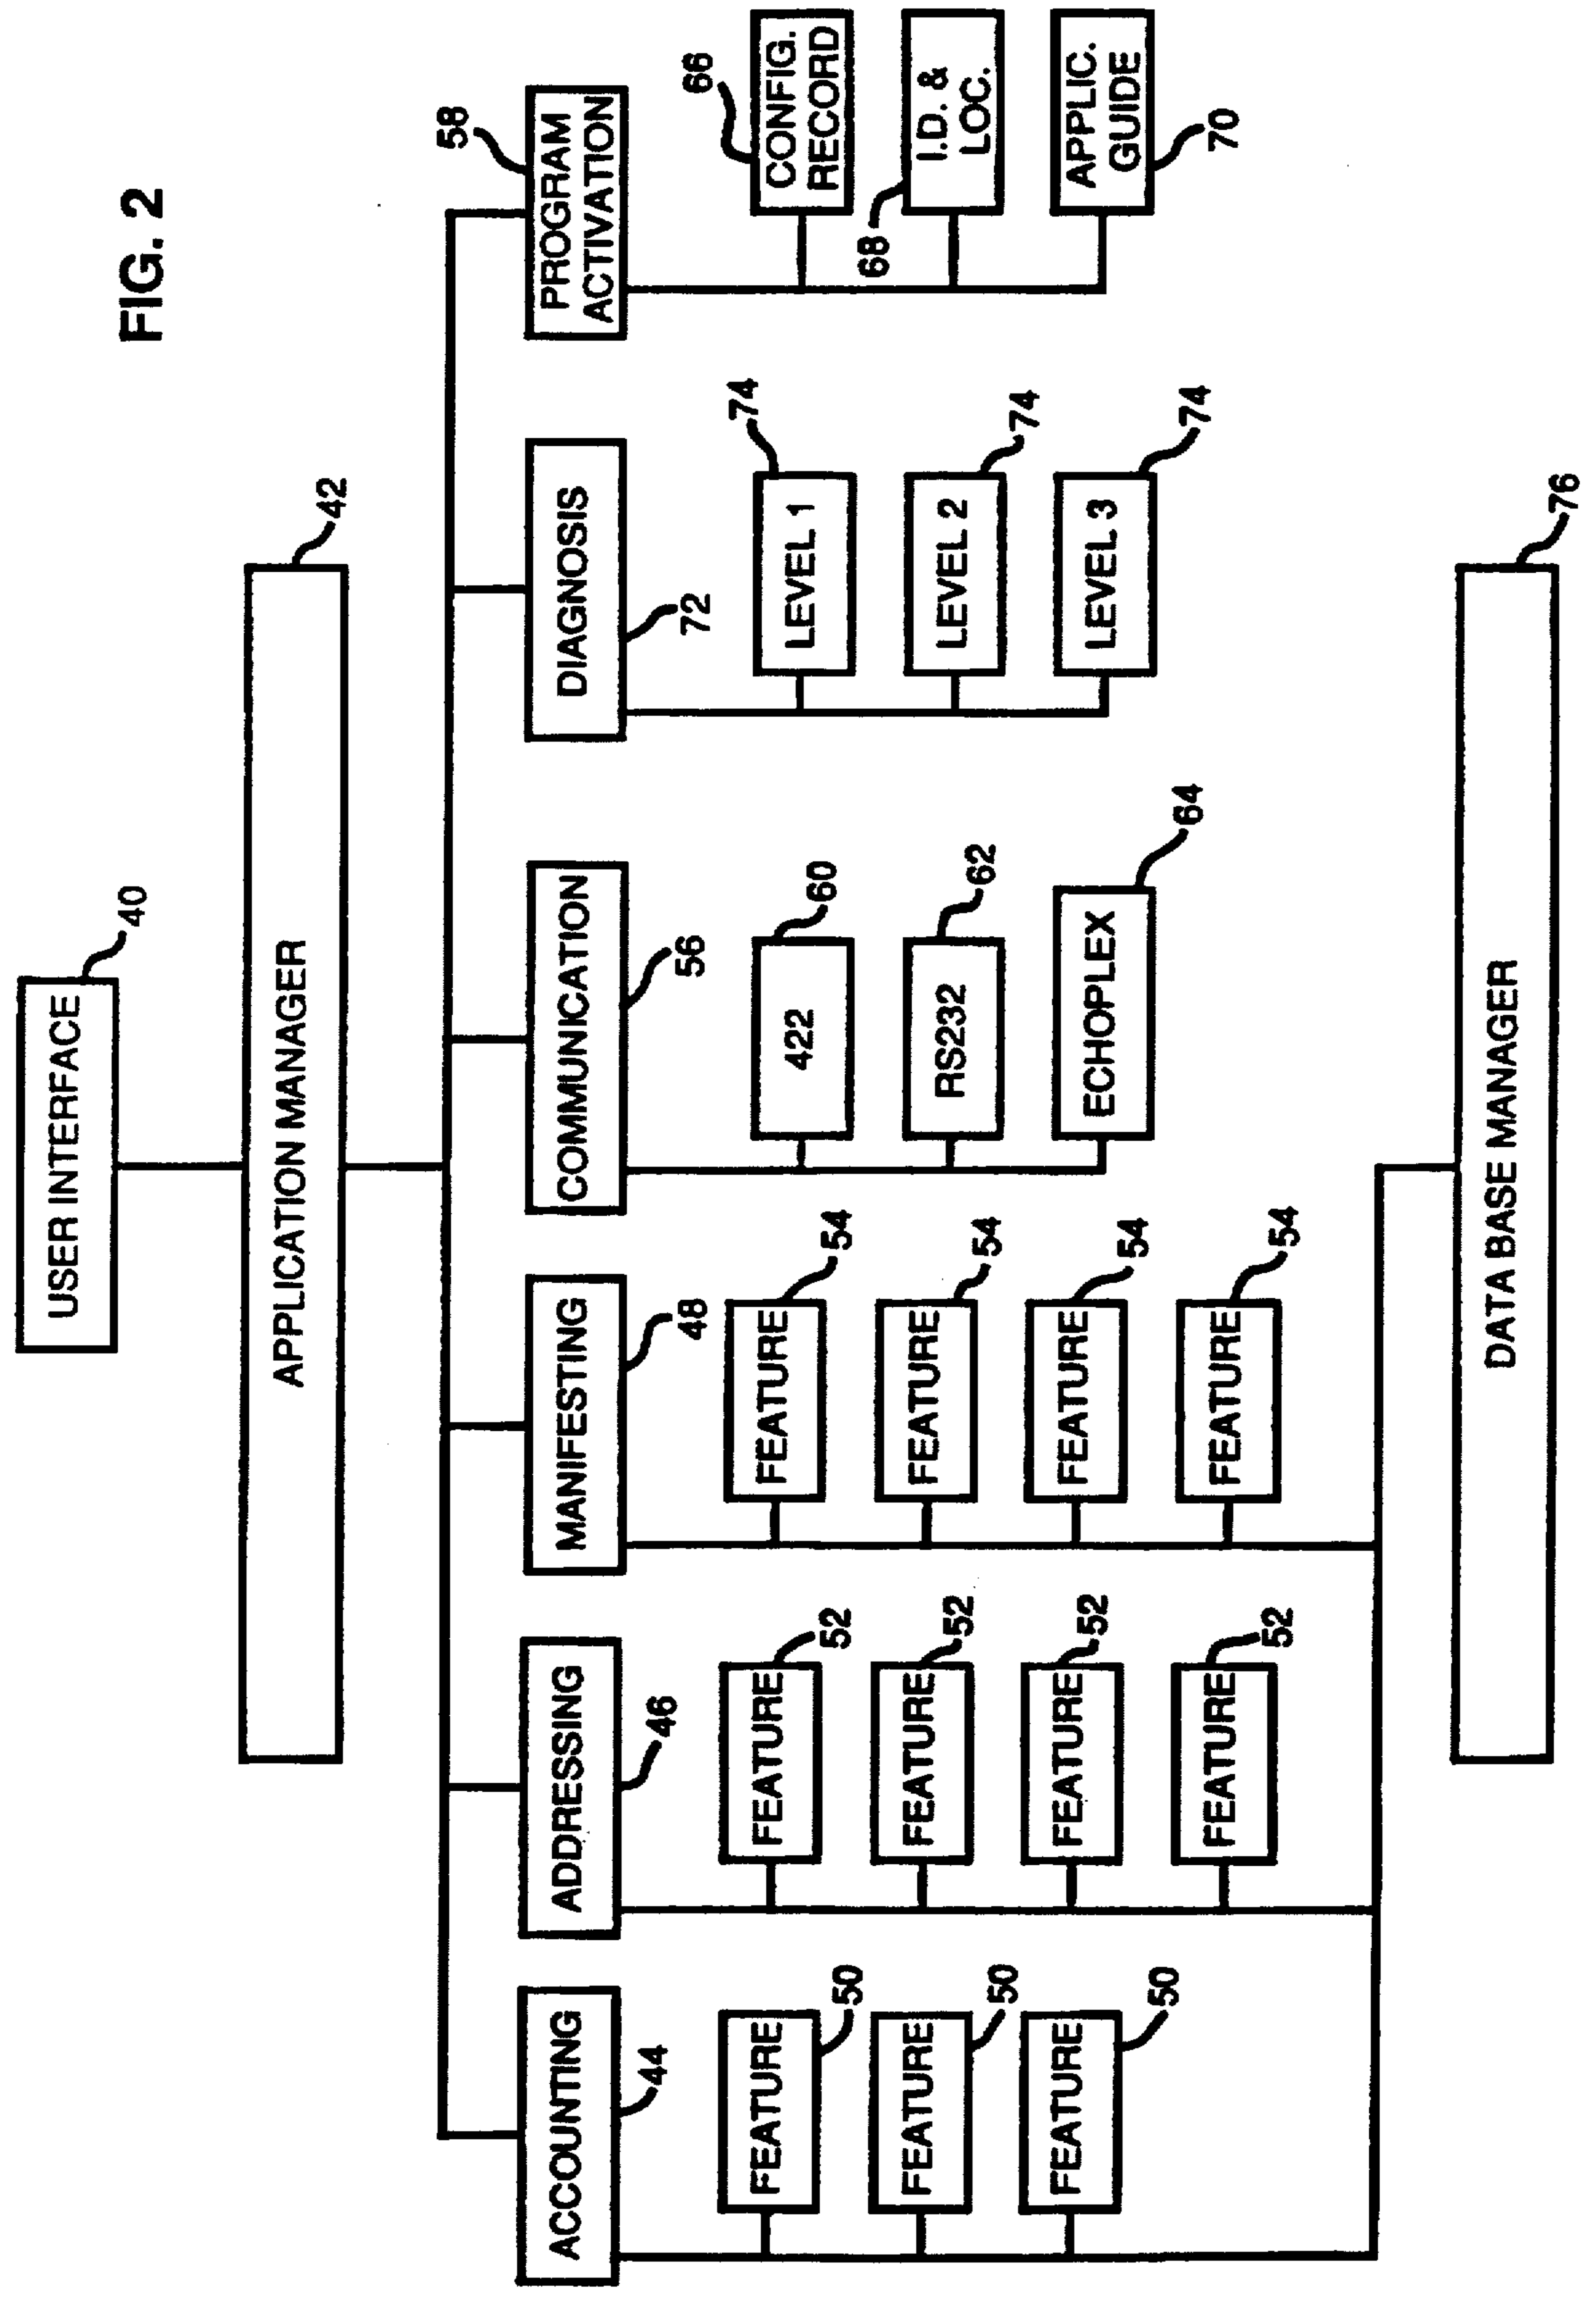 FIG. 2
USER INTERFACE
40
APPLICATION MANAGER
42
ACCOUNTING
44
ADDRESSING
46
MANIFESTING
48
COMMUNICATION
56
DIAGNOSIS
72
PROGRAM
ACTIVATION
58
FEATURE
50
FEATURE
50
FEATURE
50
FEATURE
52
FEATURE
52
FEATURE
52
FEATURE
52
FEATURE
54
FEATURE
54
FEATURE
54
FEATURE
54
422
60
RS232
62
ECHOPLEX
64
LEVEL 1
74
LEVEL 2
74
LEVEL 3
74
CONFIG.
RECORD
66
I.D. &
LOC.
68
APPLIC.
GUIDE
70
DATA BASE MANAGER
76